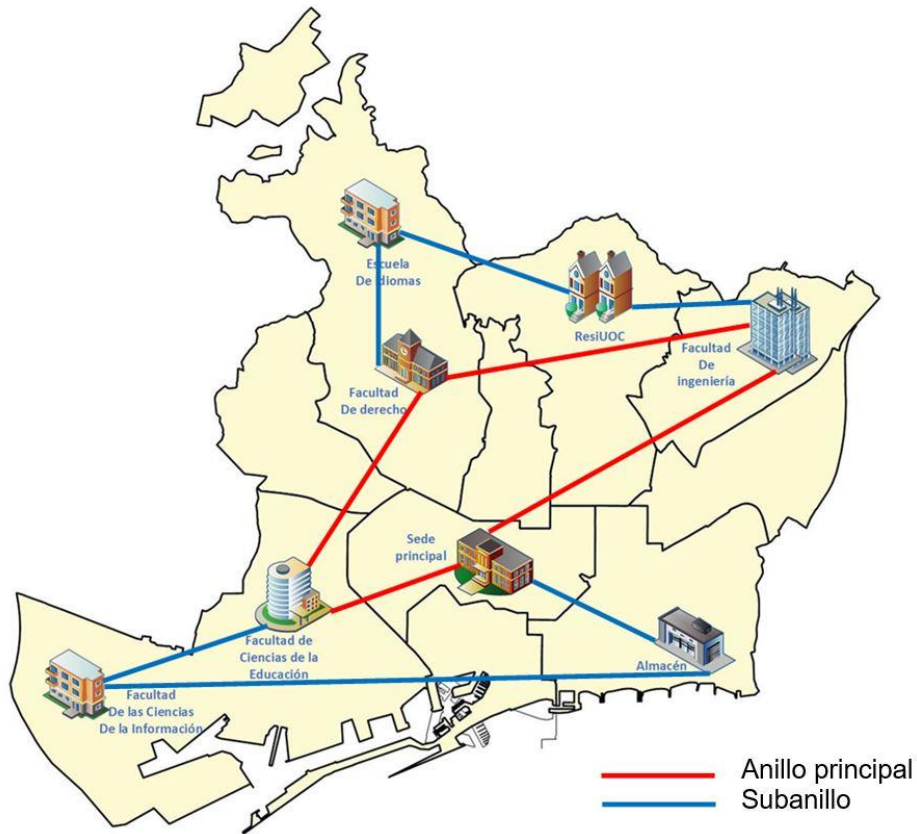 Escuela
De idiomas
ResiUOC
Facultad
De
ingeniería
Facultad
De derecho
Sede
principal
Facultad de
Ciencias de la
Educación
Almacén
Facultad
De las Ciencias
De la Información
Anillo principal
Subanillo